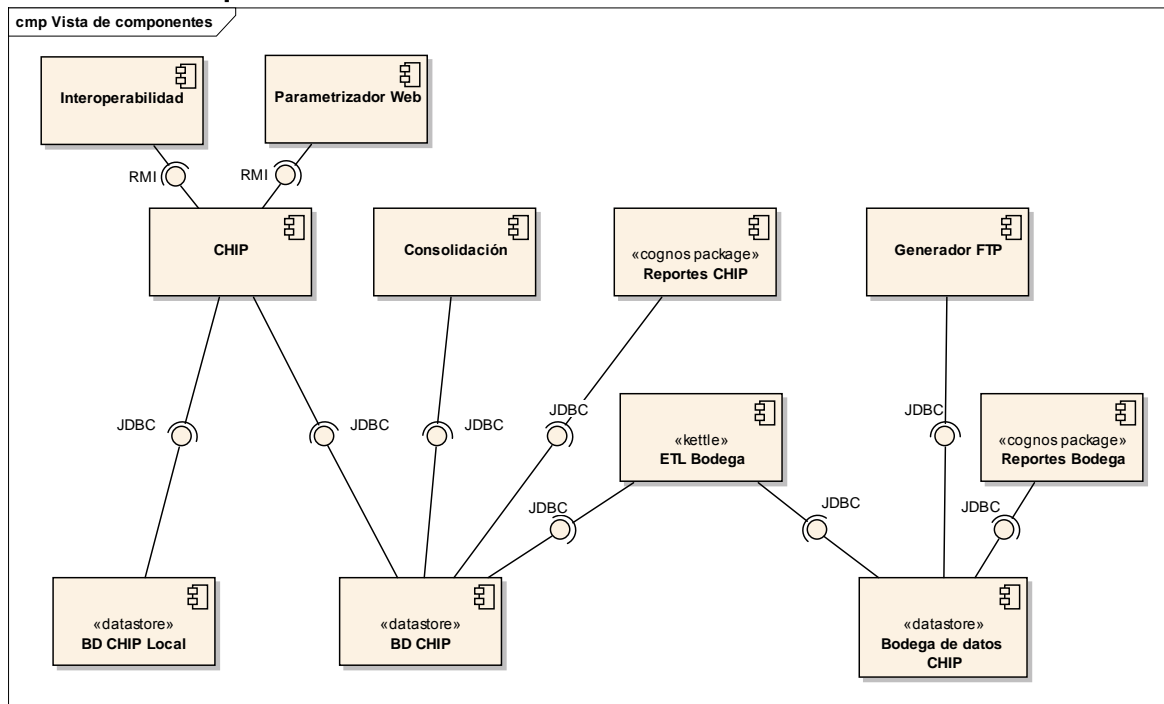 cmp Vista de componentes
Interoperabilidad
Parametrizador Web
RMI
RMI
CHIP
Consolidación
«cognos package»
Reportes CHIP
Generador FTP
JDBC
JDBC
JDBC
JDBC
«kettle»
ETL Bodega
JDBC
«cognos package»
Reportes Bodega
JDBC
JDBC
JDBC
«datastore»
BD CHIP Local
«datastore»
BD CHIP
«datastore»
Bodega de datos
CHIP